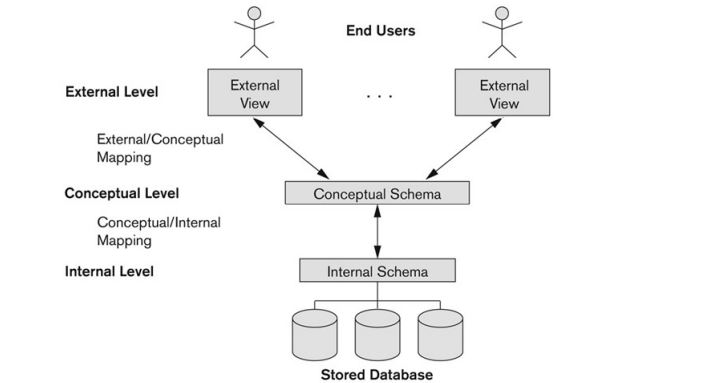 End Users
External Level
External
View
. . .
External
View
External/Conceptual
Mapping
Conceptual Level
Conceptual Schema
Conceptual/Internal
Mapping
Internal Level
Internal Schema
Stored Database